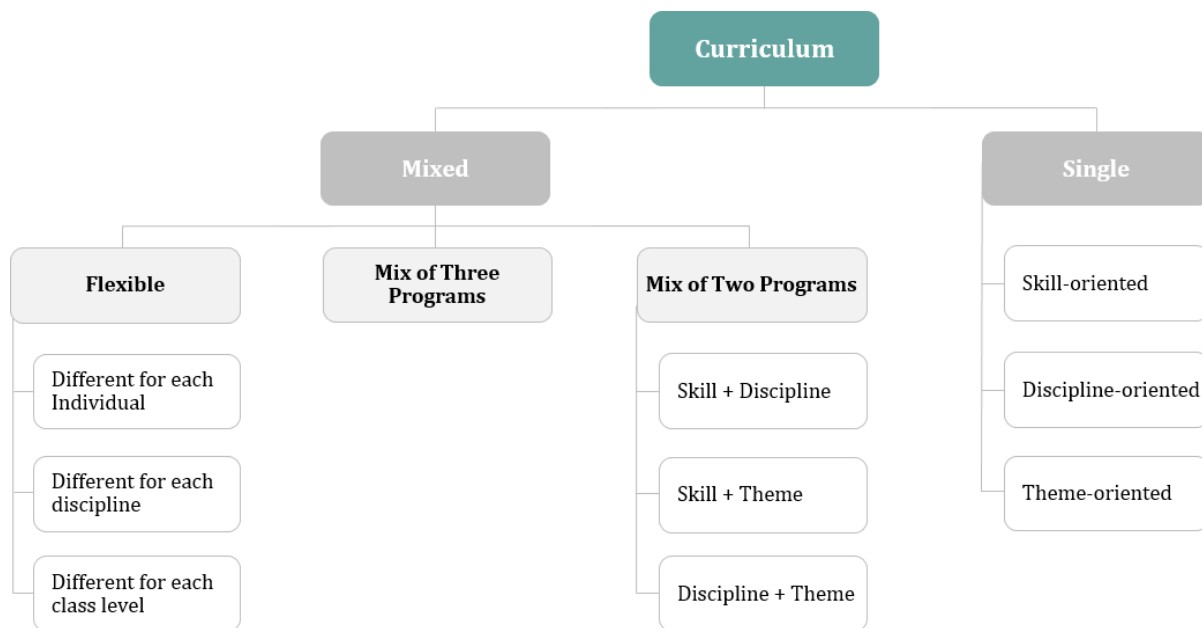 Curriculum
Mixed
Single
Flexible
Mix of Three
Programs
Mix of Two Programs
Different for each
Individual
Different for each
discipline
Different for each
class level
Skill + Discipline
Skill + Theme
Discipline + Theme
Skill-oriented
Discipline-oriented
Theme-oriented